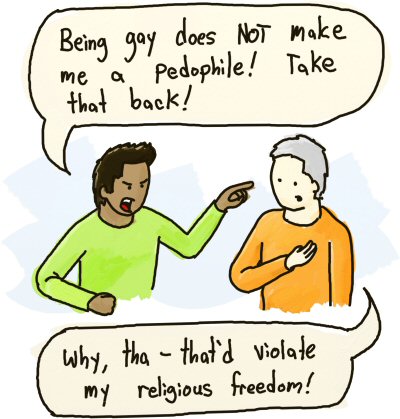 Being gay does NOT make
me a pedophile! Take
that back!
Why, tha - that'd violate
my religious freedom!